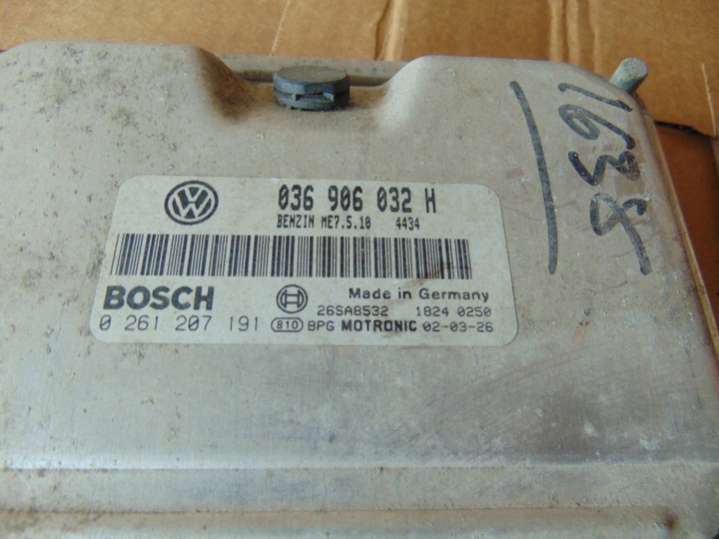 036 906 032 H
BENZIN ME7.5.10 4434
BOSCH Made in Germany
26SA8532 1824 0250
0 261 207 191 810 BPG MOTRONIC 02-03-26